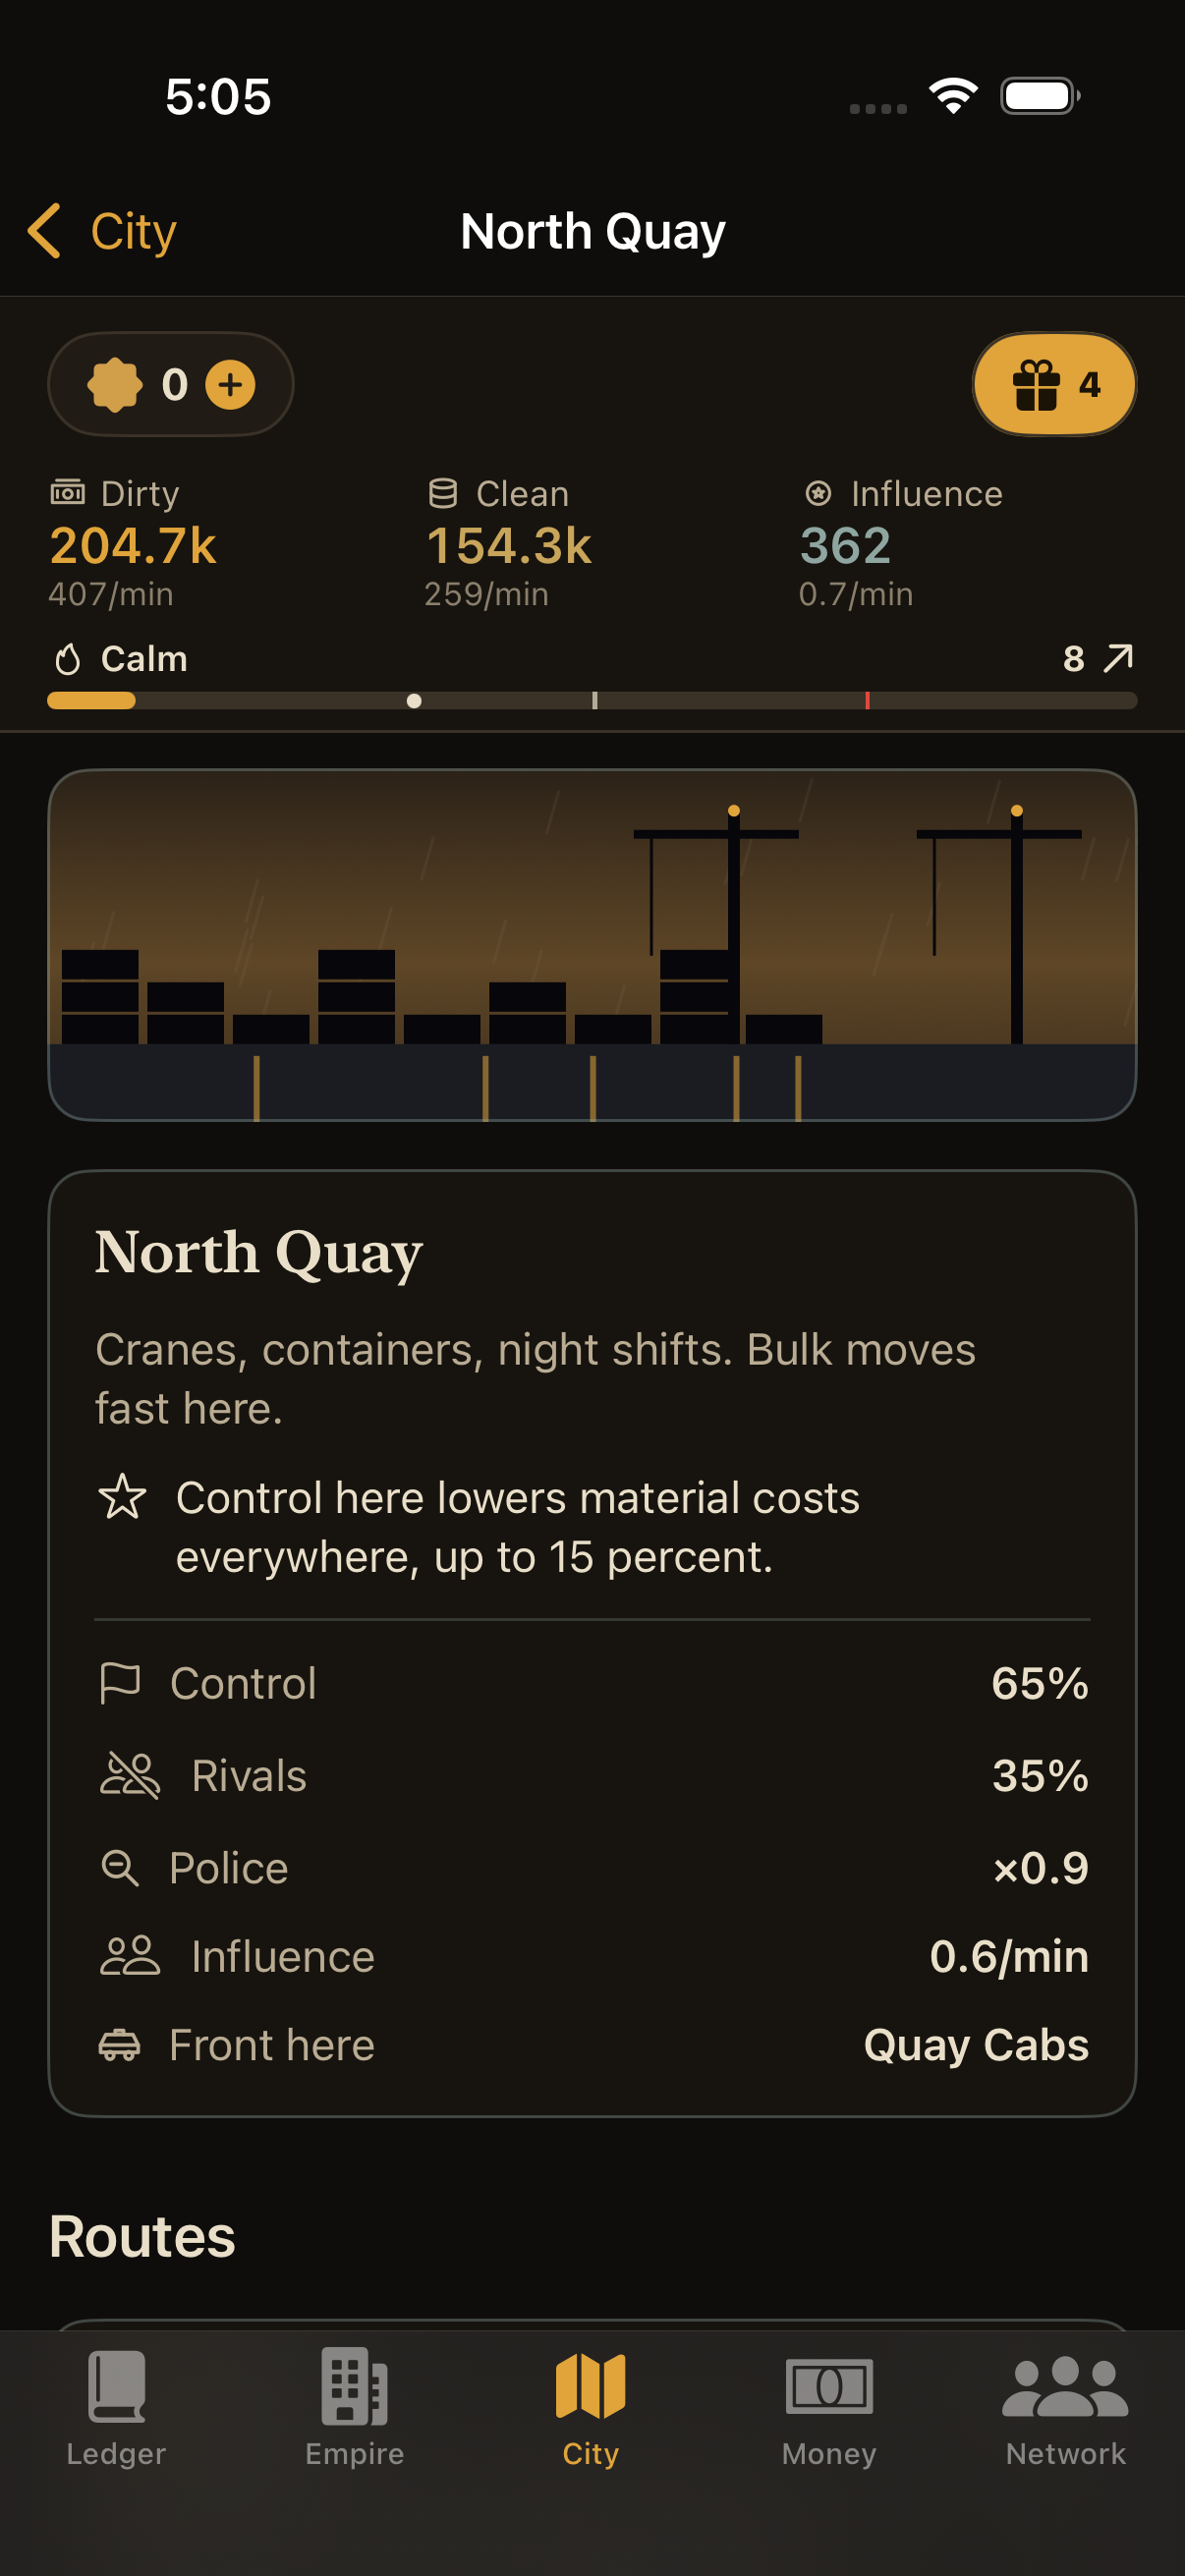 5:05
City
North Quay
0
4
Dirty
Clean
Influence
204.7k
154.3k
362
407/min
259/min
0.7/min
Calm
8
North Quay
Cranes, containers, night shifts. Bulk moves
fast here.
Control here lowers material costs
everywhere, up to 15 percent.
Control 65%
Rivals 35%
Police ×0.9
Influence 0.6/min
Front here Quay Cabs
Routes
Ledger
Empire
City
Money
Network